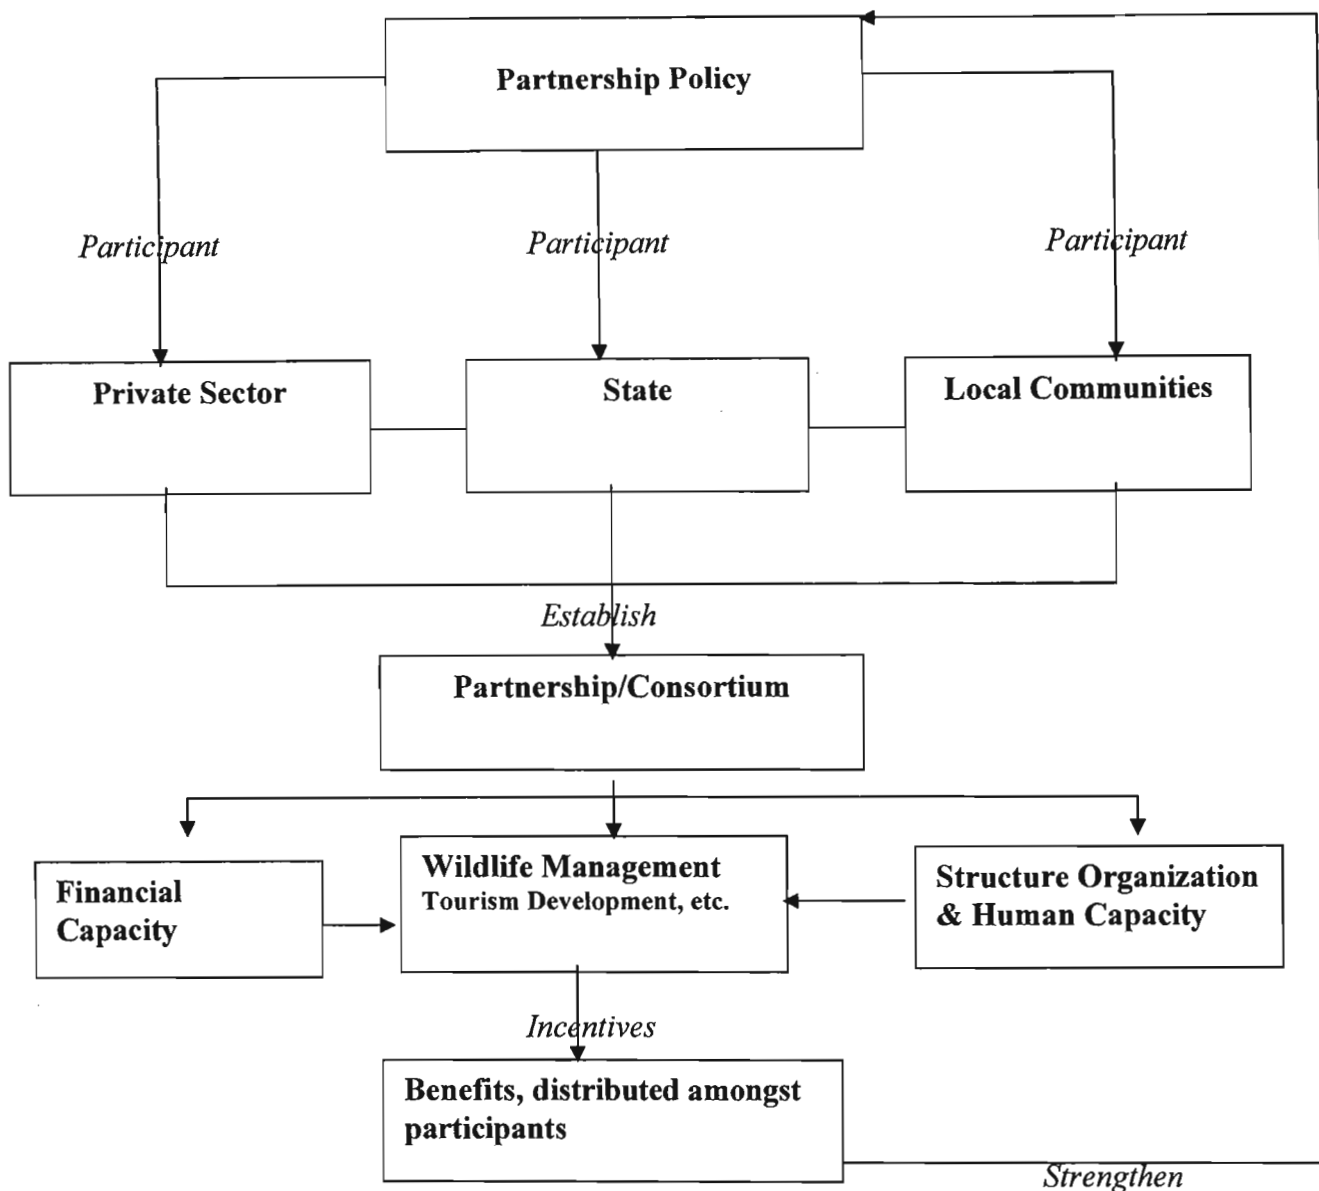 Partnership Policy
Participant
Participant
Participant
Private Sector
State
Local Communities
Establish
Partnership/Consortium
Financial
Capacity
Wildlife Management
Tourism Development, etc.
Structure Organization
& Human Capacity
Incentives
Benefits, distributed amongst
participants
Strengthen